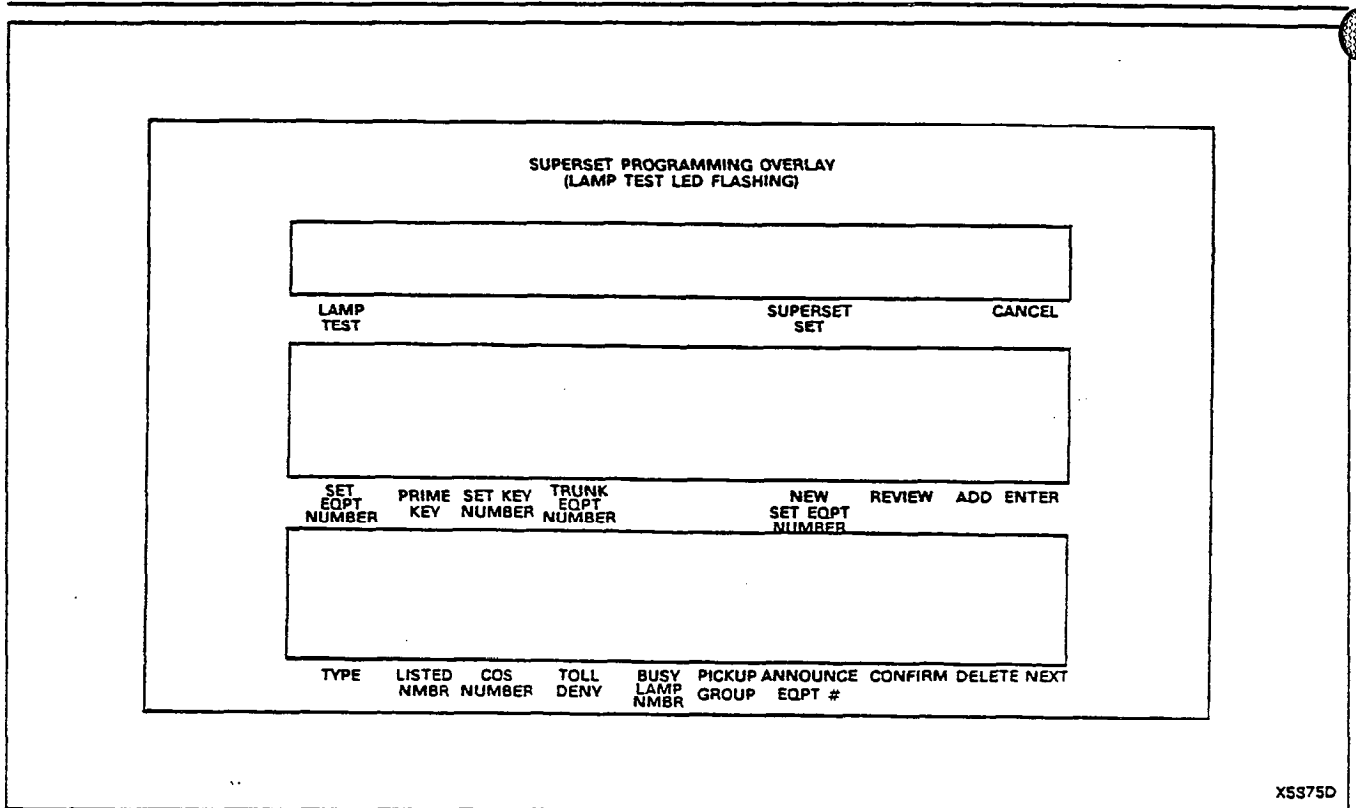 SUPERSET PROGRAMMING OVERLAY
(LAMP TEST LED FLASHING)
LAMP TEST SUPERSET SET CANCEL
SET EQPT NUMBER PRIME KEY SET KEY NUMBER TRUNK EQPT NUMBER NEW SET EQPT NUMBER REVIEW ADD ENTER
TYPE LISTED NMBR COS NUMBER TOLL DENY BUSY LAMP NMBR PICKUP GROUP ANNOUNCE EQPT # CONFIRM DELETE NEXT
X5375D